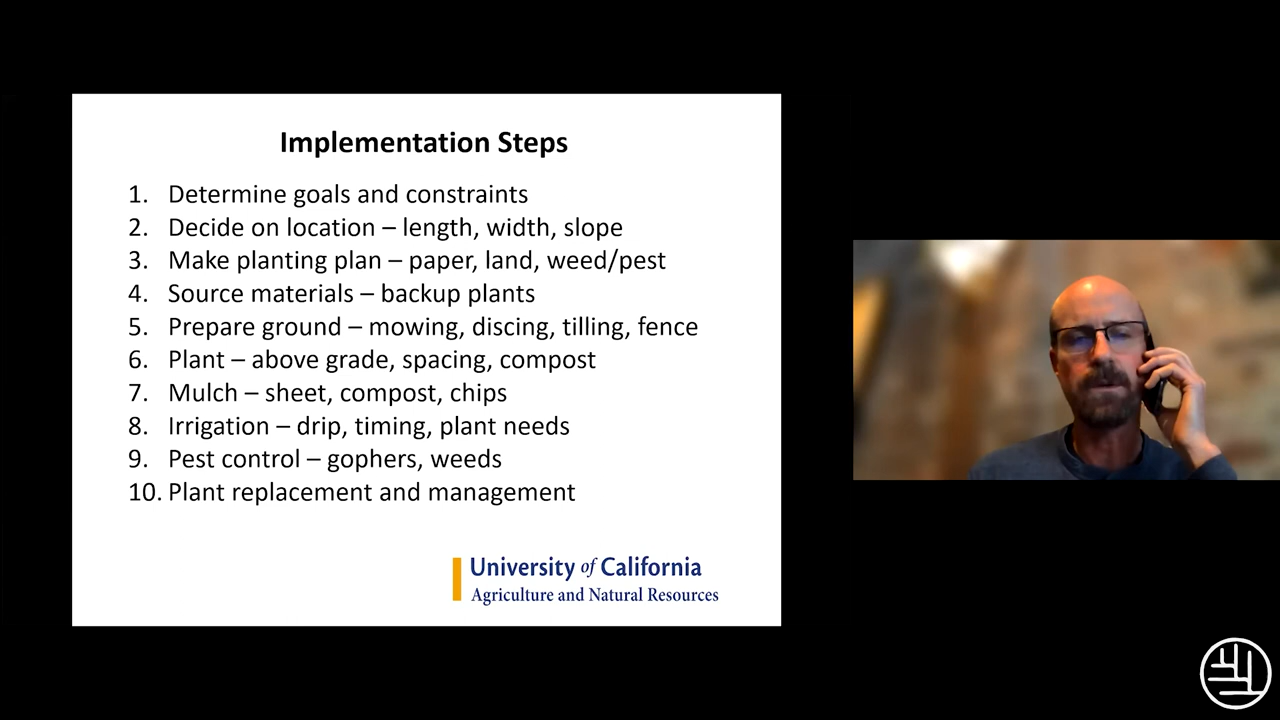 Implementation Steps
1. Determine goals and constraints
2. Decide on location – length, width, slope
3. Make planting plan – paper, land, weed/pest
4. Source materials – backup plants
5. Prepare ground – mowing, discing, tilling, fence
6. Plant – above grade, spacing, compost
7. Mulch – sheet, compost, chips
8. Irrigation – drip, timing, plant needs
9. Pest control – gophers, weeds
10. Plant replacement and management
University of California
Agriculture and Natural Resources